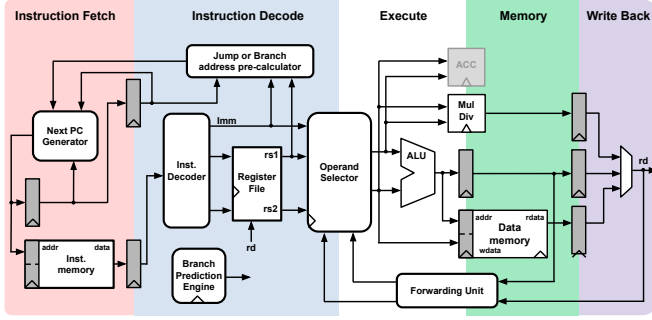 Instruction Fetch
Instruction Decode
Execute
Memory
Write Back
Jump or Branch
address pre-calculator
ACC
Mul
Div
Next PC
Generator
Imm
Inst.
Decoder
rs1
Register
File
rs2
rd
Operand
Selector
ALU
rd
addr
data
Inst.
memory
Branch
Prediction
Engine
addr
rdata
Data
memory
wdata
Forwarding Unit